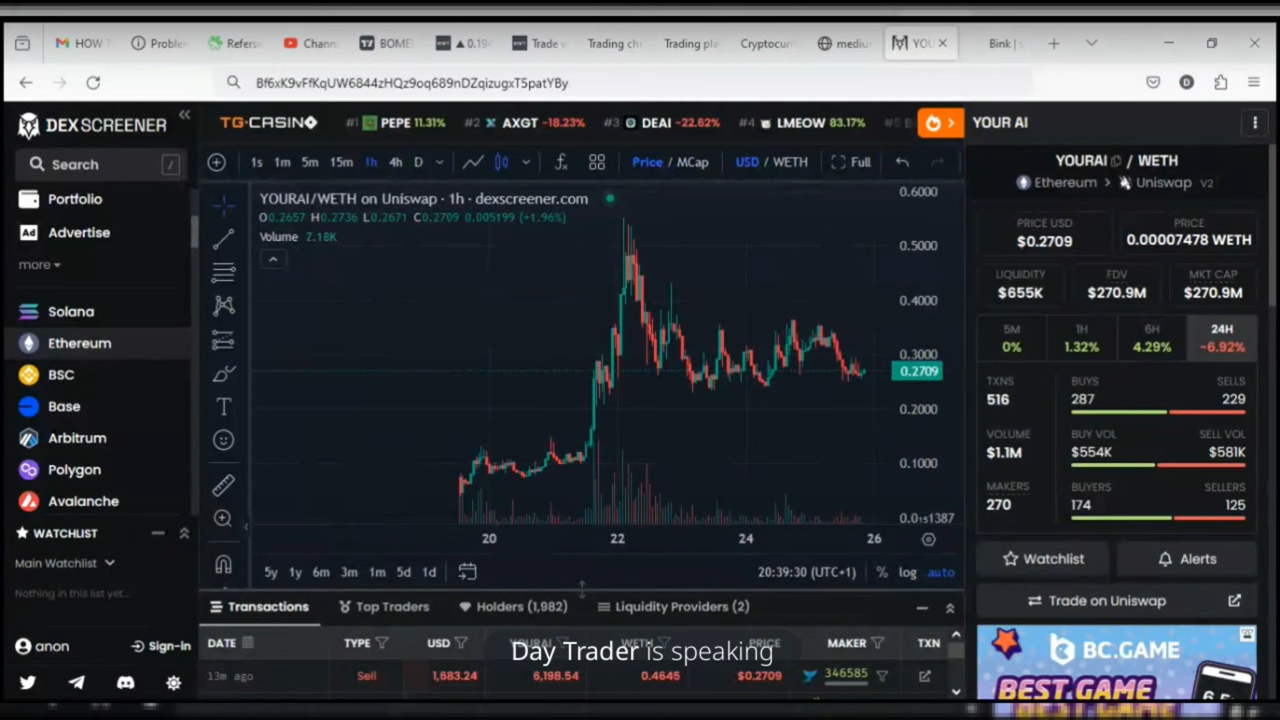 HOW
Proble
Referse
Chann
BOME
0.194
Trade
Trading ch
Trading pla
Cryptocur
mediu
YOU
Bink | s
Bf6xK9vFfKqUW6844zHQz9oq689nDZqizugxT5patYBy
DEXSCREENER
TG.CASINO
#1 PEPE 11.31%
#2 AXGT -18.23%
#3 DEAI -22.62%
#4 LMEOW 83.17%
#5
YOUR AI
Search /
1s 1m 5m 15m 1h 4h D
Price / MCap
USD / WETH
Full
YOURAI / WETH
Ethereum > Uniswap V2
Portfolio
Ad Advertise
more
Solana
Ethereum
BSC
Base
Arbitrum
Polygon
Avalanche
WATCHLIST
Main Watchlist
Nothing in this list yet...
anon
Sign-in
YOURAI/WETH on Uniswap · 1h · dexscreener.com
O0.2657 H0.2736 L0.2671 C0.2709 0.005199 (+1.96%)
Volume 7.18K
0.6000
0.5000
0.4000
0.3000
0.2709
0.2000
0.1000
0.0₁51387
20 22 24 26
5y 1y 6m 3m 1m 5d 1d
20:39:30 (UTC+1)
% log auto
Transactions
Top Traders
Holders (1,982)
Liquidity Providers (2)
DATE TYPE USD YOURAI WETH PRICE MAKER TXN
13m ago Sell 1,683.24 6,198.54 0.4645 $0.2709 346585
Day Trader is speaking
PRICE USD
$0.2709
PRICE
0.00007478 WETH
LIQUIDITY
$655K
FDV
$270.9M
MKT CAP
$270.9M
5M
0%
1H
1.32%
6H
4.29%
24H
-6.92%
TXNS
516
BUYS
287
SELLS
229
VOLUME
$1.1M
BUY VOL
$554K
SELL VOL
$581K
MAKERS
270
BUYERS
174
SELLERS
125
Watchlist
Alerts
Trade on Uniswap
BC.GAME
BEST GAME